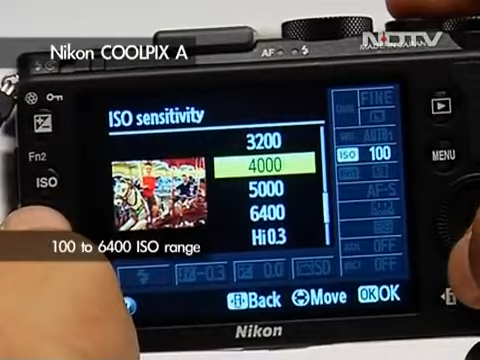 Nikon COOLPIX A
NDTV
AF
ISO sensitivity
FINE
3200
4000
5000
6400
Hi 0.3
ISO 100
AF-S
Fn2
ISO
MENU
100 to 6400 ISO range
-0.3
0.0
SD
OFF
OFF
Back
Move
OK OK
Nikon